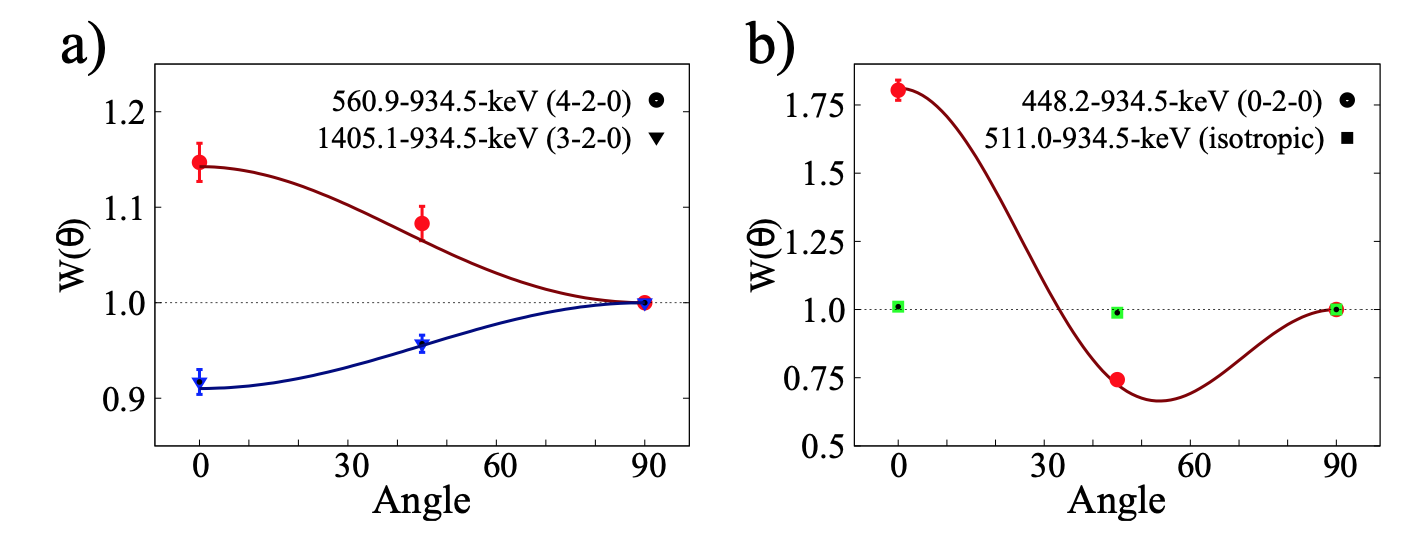 a)
560.9-934.5-keV (4-2-0)
1405.1-934.5-keV (3-2-0)
W(θ)
1.2
1.1
1.0
0.9
0 30 60 90
Angle
b)
448.2-934.5-keV (0-2-0)
511.0-934.5-keV (isotropic)
W(θ)
1.75
1.5
1.25
1.0
0.75
0.5
0 30 60 90
Angle